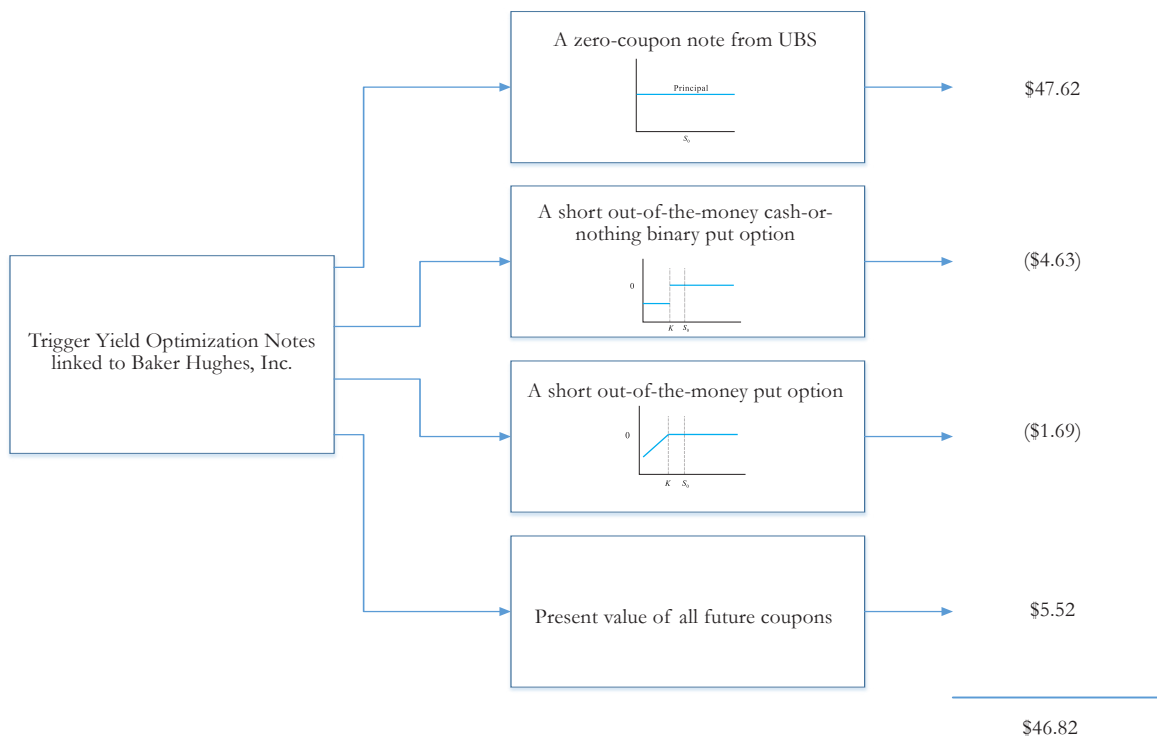 A zero-coupon note from UBS
Principal
S0
$47.62
A short out-of-the-money cash-or-
nothing binary put option
0
K S0
($4.63)
Trigger Yield Optimization Notes
linked to Baker Hughes, Inc.
A short out-of-the-money put option
0
K S0
($1.69)
Present value of all future coupons
$5.52
$46.82